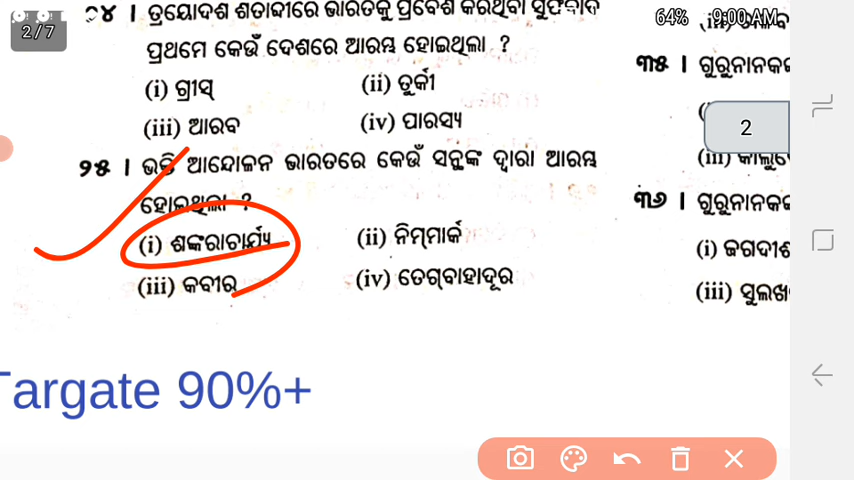 2/7
64% 9:00 AM
୨୪ । ତ୍ରୟୋଦଶ ଶତାବ୍ଦୀରେ ଭାରତକୁ ପ୍ରବେଶ କରିଥିବା ସୁଫିବାଦ
ପ୍ରଥମେ କେଉଁ ଦେଶରେ ଆରମ୍ଭ ହୋଇଥିଲା ?
(i) ଗ୍ରୀସ୍ (ii) ତୁର୍କୀ
(iii) ଆରବ (iv) ପାରସ୍ୟ
୨୫ । ଭକ୍ତି ଆନ୍ଦୋଳନ ଭାରତରେ କେଉଁ ସନ୍ଥଙ୍କ ଦ୍ୱାରା ଆରମ୍ଭ
ହୋଇଥିଲା ?
(i) ଶଙ୍କରାଚାର୍ଯ୍ୟ (ii) ନିମ୍ମାର୍କ
(iii) କବୀର (iv) ତେଗ୍‌ବାହାଦୂର
Targate 90%+
୩୫ । ଗୁରୁନାନକଙ୍କ
2
(iii)
୩୬ । ଗୁରୁନାନକଙ୍କ
(i) ଜଗଦୀଶ
(iii) ସୁଲଖ